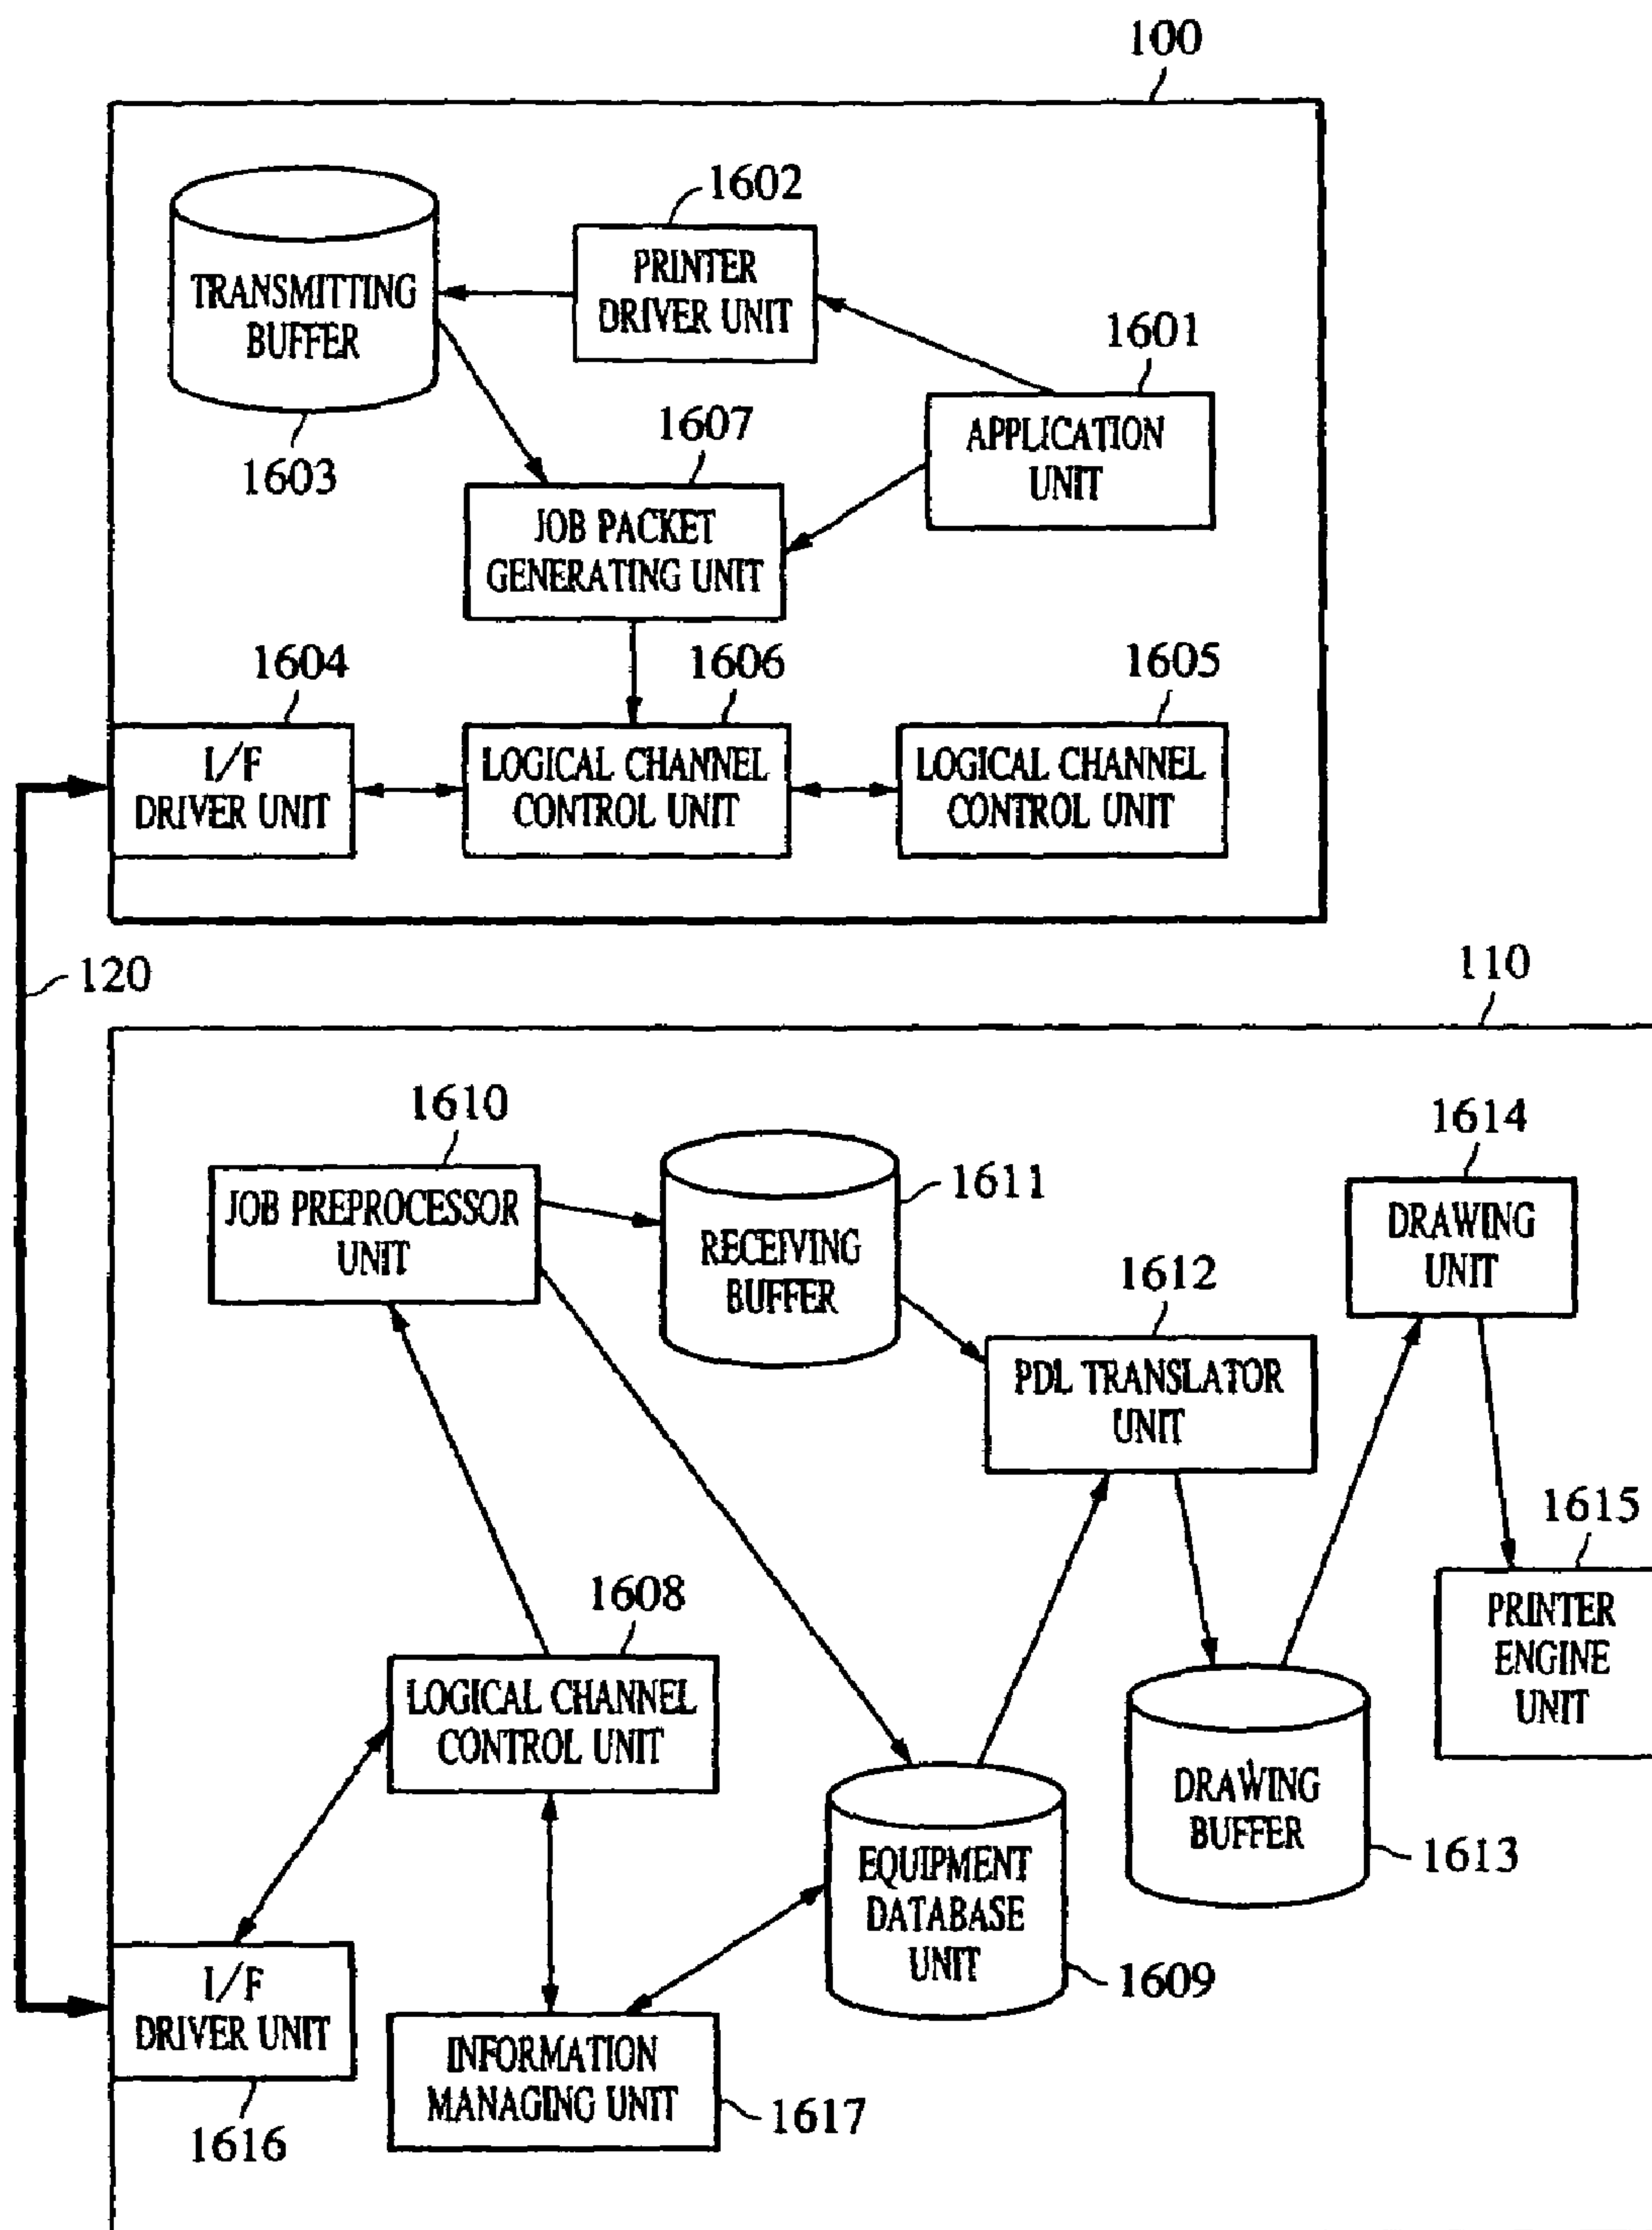 100
1602
PRINTER
DRIVER UNIT
TRANSMITTING
BUFFER
1603
1601
APPLICATION
UNIT
1607
JOB PACKET
GENERATING UNIT
1604
I/F
DRIVER UNIT
1606
LOGICAL CHANNEL
CONTROL UNIT
1605
LOGICAL CHANNEL
CONTROL UNIT
120
110
1610
JOB PREPROCESSOR
UNIT
1611
RECEIVING
BUFFER
1614
DRAWING
UNIT
1612
PDL TRANSLATOR
UNIT
1615
PRINTER
ENGINE
UNIT
1608
LOGICAL CHANNEL
CONTROL UNIT
DRAWING
BUFFER
1613
EQUIPMENT
DATABASE
UNIT
1609
I/F
DRIVER UNIT
1616
INFORMATION
MANAGING UNIT
1617